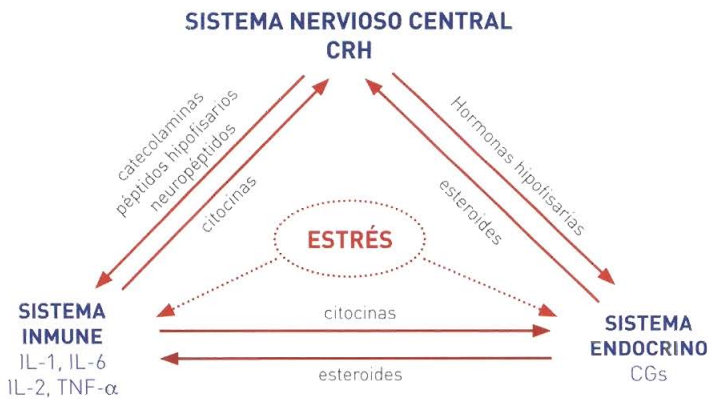 SISTEMA NERVIOSO CENTRAL
CRH
catecolaminas
péptidos hipofisarios
neuropéptidos
citocinas
Hormonas hipofisarias
esteroides
ESTRÉS
SISTEMA
INMUNE
IL-1, IL-6
IL-2, TNF-α
citocinas
esteroides
SISTEMA
ENDOCRINO
CGs